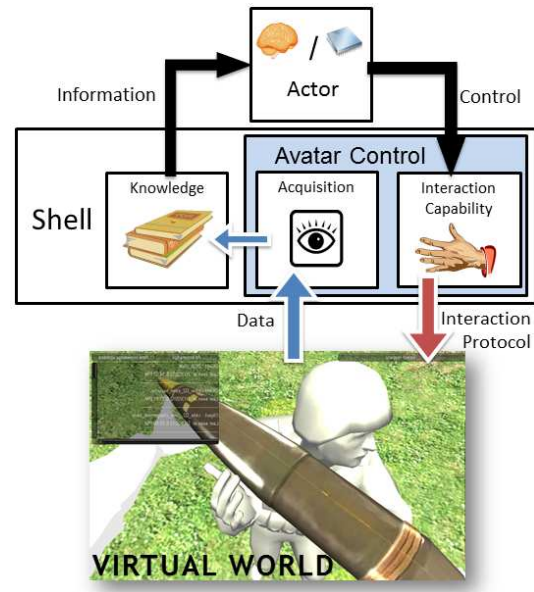 /
Actor
Information
Control
Avatar Control
Shell
Knowledge
Acquisition
Interaction
Capability
Data
Interaction
Protocol
VIRTUAL WORLD